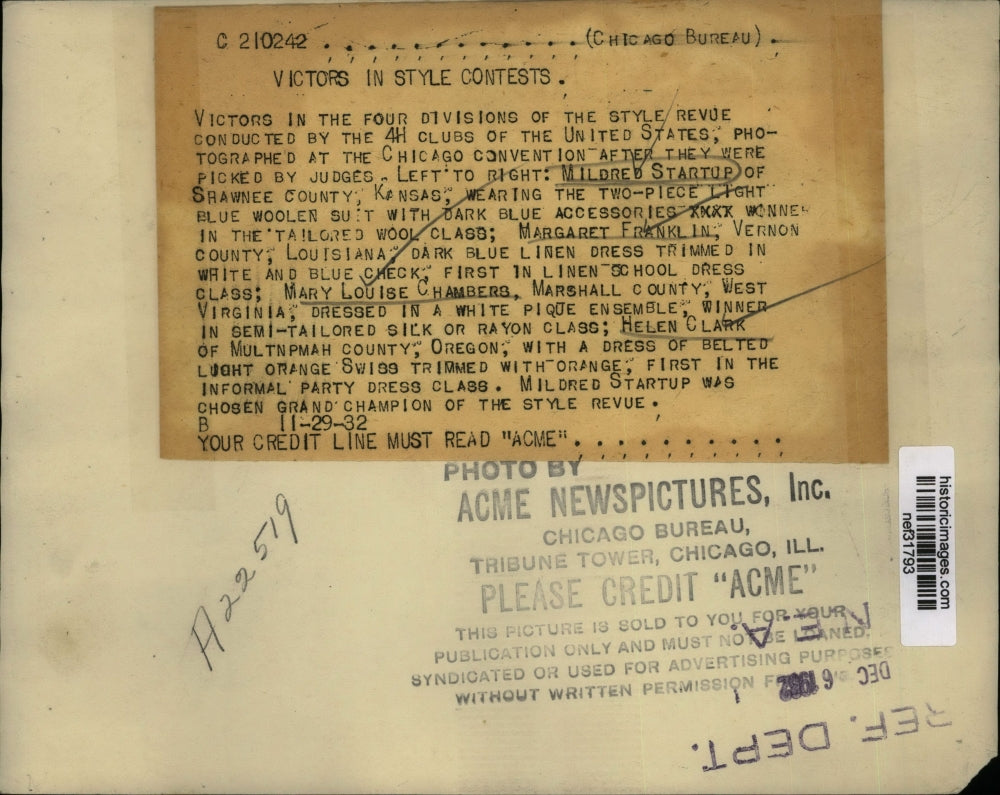 C 210242 . . . . . . . . . . . . . (CHICAGO BUREAU) .
VICTORS IN STYLE CONTESTS .
VICTORS IN THE FOUR DIVISIONS OF THE STYLE REVUE
CONDUCTED BY THE 4H CLUBS OF THE UNITED STATES, PHO-
TOGRAPHED AT THE CHICAGO CONVENTION AFTER THEY WERE
PICKED BY JUDGES. LEFT TO RIGHT: MILDRED STARTUP OF
SHAWNEE COUNTY, KANSAS, WEARING THE TWO-PIECE LIGHT
BLUE WOOLEN SUIT WITH DARK BLUE ACCESSORIES XXXX WINNER
IN THE TAILORED WOOL CLASS; MARGARET FRANKLIN, VERNON
COUNTY, LOUISIANA, DARK BLUE LINEN DRESS TRIMMED IN
WHITE AND BLUE CHECK, FIRST IN LINEN SCHOOL DRESS
CLASS; MARY LOUISE CHAMBERS, MARSHALL COUNTY, WEST
VIRGINIA, DRESSED IN A WHITE PIQUE ENSEMBLE, WINNER
IN SEMI-TAILORED SILK OR RAYON CLASS; HELEN CLARK
OF MULTNPMAH COUNTY, OREGON, WITH A DRESS OF BELTED
LUGHT ORANGE SWISS TRIMMED WITH ORANGE, FIRST IN THE
INFORMAL PARTY DRESS CLASS. MILDRED STARTUP WAS
CHOSEN GRAND CHAMPION OF THE STYLE REVUE.
B 11-29-32
YOUR CREDIT LINE MUST READ "ACME" . . . . . . . . . . .
PHOTO BY
ACME NEWSPICTURES, Inc.
CHICAGO BUREAU,
TRIBUNE TOWER, CHICAGO, ILL.
PLEASE CREDIT "ACME"
THIS PICTURE IS SOLD TO YOU FOR YOUR
PUBLICATION ONLY AND MUST NOT BE LOANED,
SYNDICATED OR USED FOR ADVERTISING PURPOSES
WITHOUT WRITTEN PERMISSION
N.E.A.
DEC 6 1932
REF. DEPT.
A22519
historicimages.com
nef31793